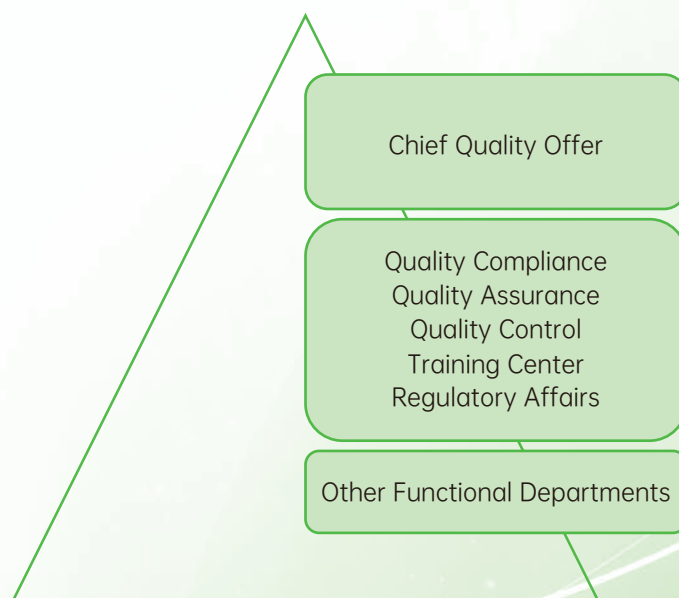 Chief Quality Offer
Quality Compliance
Quality Assurance
Quality Control
Training Center
Regulatory Affairs
Other Functional Departments